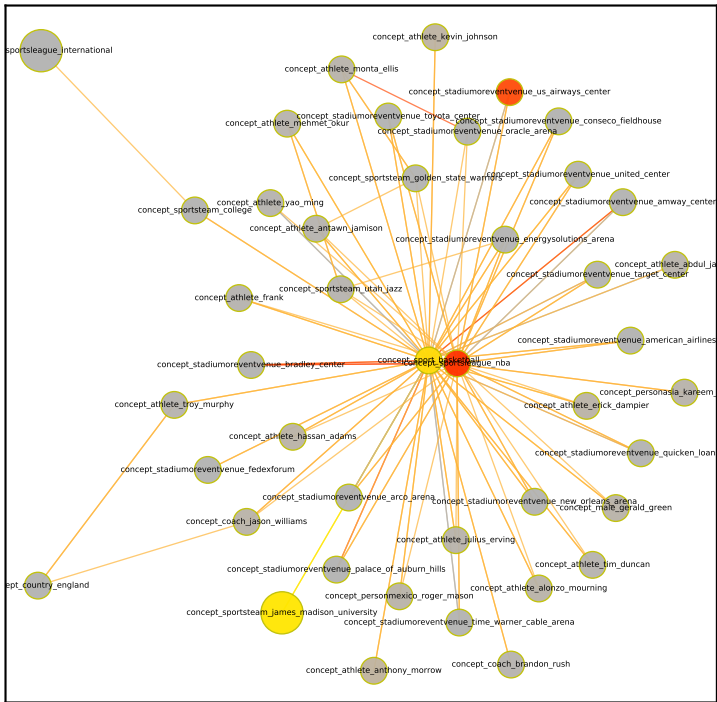 concept_athlete_kevin_johnson
sportsleague_international
concept_athlete_monta_ellis
concept_stadiumoreventvenue_us_airways_center
concept_stadiumoreventvenue_toyota_center
concept_stadiumoreventvenue_conseco_fieldhouse
concept_athlete_mehmet_okur
concept_stadiumoreventvenue_oracle_arena
concept_stadiumoreventvenue_united_center
concept_sportsteam_golden_state_warriors
concept_athlete_yao_ming
concept_stadiumoreventvenue_amway_center
concept_sportsteam_college
concept_athlete_antawn_jamison
concept_stadiumoreventvenue_energysolutions_arena
concept_athlete_abdul_ja
concept_stadiumoreventvenue_target_center
concept_sportsteam_utah_jazz
concept_athlete_frank
concept_stadiumoreventvenue_american_airlines
concept_sport_basketball
concept_sportsleague_nba
concept_stadiumoreventvenue_bradley_center
concept_personasia_kareem_
concept_athlete_troy_murphy
concept_athlete_erick_dampier
concept_athlete_hassan_adams
concept_stadiumoreventvenue_quicken_loan
concept_stadiumoreventvenue_fedexforum
concept_stadiumoreventvenue_arco_arena
concept_stadiumoreventvenue_new_orleans_arena
concept_male_gerald_green
concept_coach_jason_williams
concept_athlete_julius_erving
concept_athlete_tim_duncan
concept_stadiumoreventvenue_palace_of_auburn_hills
ept_country_england
concept_athlete_alonzo_mourning
concept_personmexico_roger_mason
concept_sportsteam_james_madison_university
concept_stadiumoreventvenue_time_warner_cable_arena
concept_coach_brandon_rush
concept_athlete_anthony_morrow